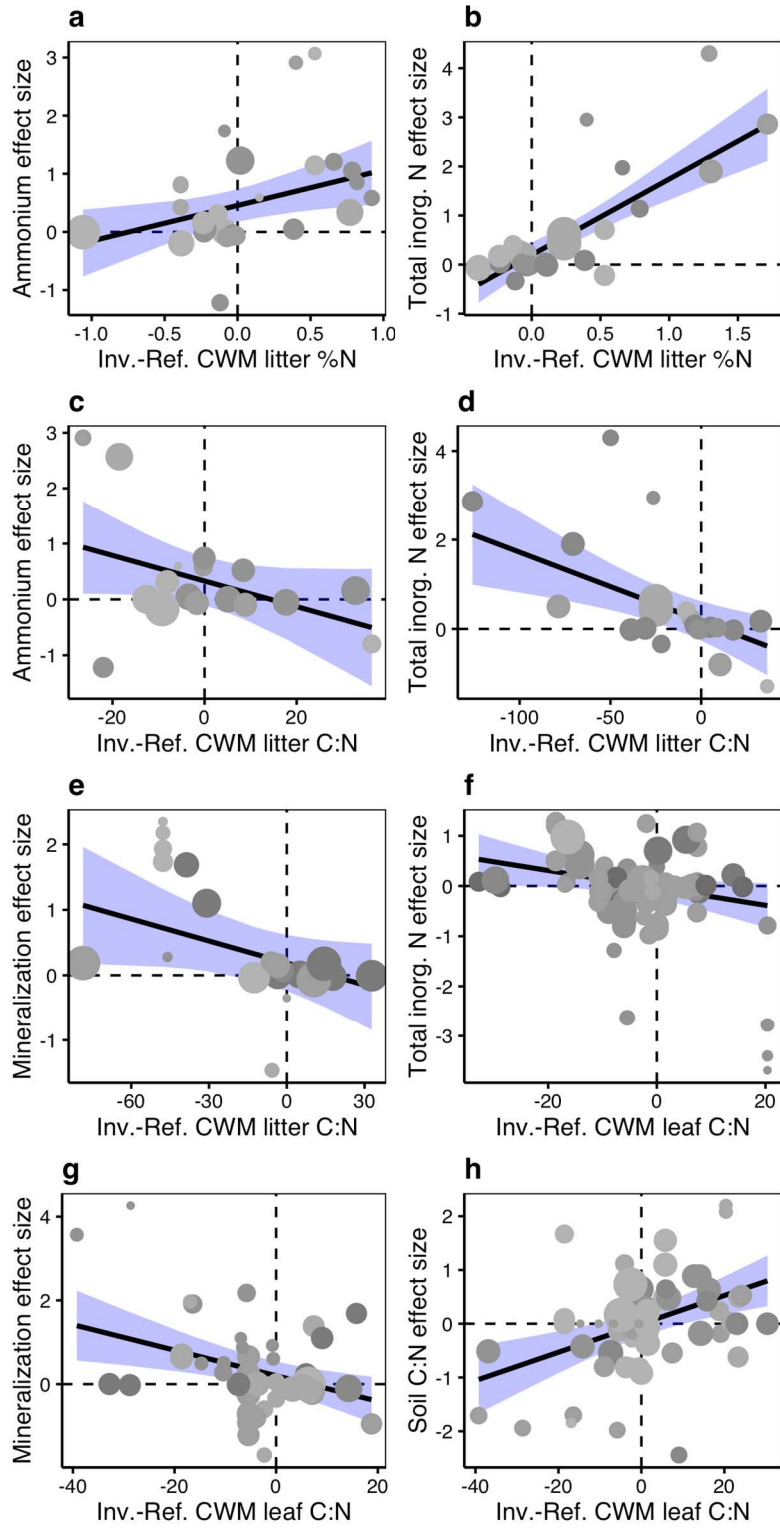 a
3
2
1
0
-1
Ammonium effect size
-1.0 -0.5 0.0 0.5 1.0
Inv.-Ref. CWM litter %N
b
4
3
2
1
0
-1
Total inorg. N effect size
0.0 0.5 1.0 1.5
Inv.-Ref. CWM litter %N
c
3
2
1
0
-1
Ammonium effect size
-20 0 20
Inv.-Ref. CWM litter C:N
d
4
2
0
Total inorg. N effect size
-100 -50 0
Inv.-Ref. CWM litter C:N
e
2
1
0
-1
Mineralization effect size
-60 -30 0 30
Inv.-Ref. CWM litter C:N
f
1
0
-1
-2
-3
Total inorg. N effect size
-20 0 20
Inv.-Ref. CWM leaf C:N
g
4
2
0
Mineralization effect size
-40 -20 0 20
Inv.-Ref. CWM leaf C:N
h
2
1
0
-1
-2
Soil C:N effect size
-40 -20 0 20
Inv.-Ref. CWM leaf C:N